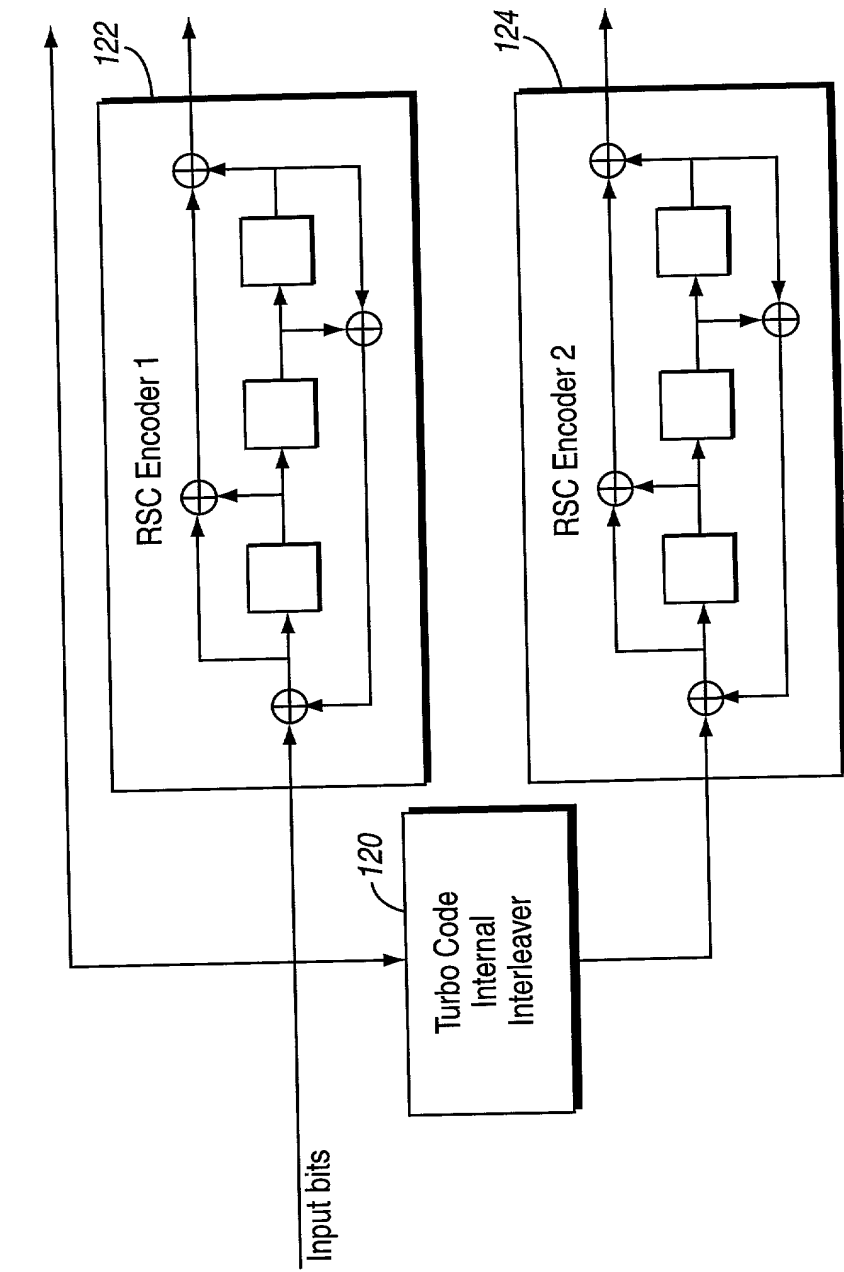 122
RSC Encoder 1
124
RSC Encoder 2
120
Turbo Code
Internal
Interleaver
Input bits